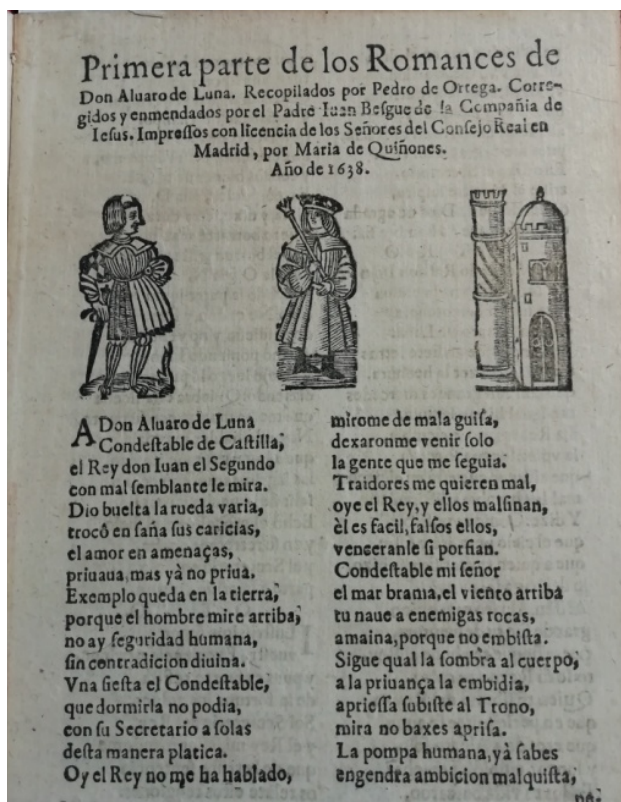 Primera parte de los Romances de
Don Aluaro de Luna. Recopilados por Pedro de Ortega. Corre-
gidos y enmendados por el Padre Iuan Besgue de la Compañia de
Iesus. Impressos con licencia de los Señores del Consejo Real en
Madrid, por Maria de Quiñones.
Año de 1638.
A Don Aluaro de Luna
Condestable de Castilla,
el Rey don Iuan el Segundo
con mal semblante le mira.
Dio buelta la rueda varia,
trocô en saña sus caricias,
el amor en amenaças,
priuaua, mas yà no priua.
Exemplo queda en la tierra,
porque el hombre mire arriba,
no ay seguridad humana,
sin contradicion diuina.
Vna siesta el Condestable,
que dormirla no podia,
con su Secretario a solas
desta manera platica.
Oy el Rey no me ha hablado,
mirome de mala guisa,
dexaronme venir solo
la gente que me seguia.
Traidores me quieren mal,
oye el Rey, y ellos malsinan,
èl es facil, falsos ellos,
venceranle si porfian.
Condestable mi señor
el mar brama, el viento arriba
tu naue a enemigas rocas,
amaina, porque no embista.
Sigue qual la sombra al cuerpo,
a la priuança la embidia,
apriessa subiste al Trono,
mira no baxes aprisa.
La pompa humana, yà sabes
engendra ambicion malquista,